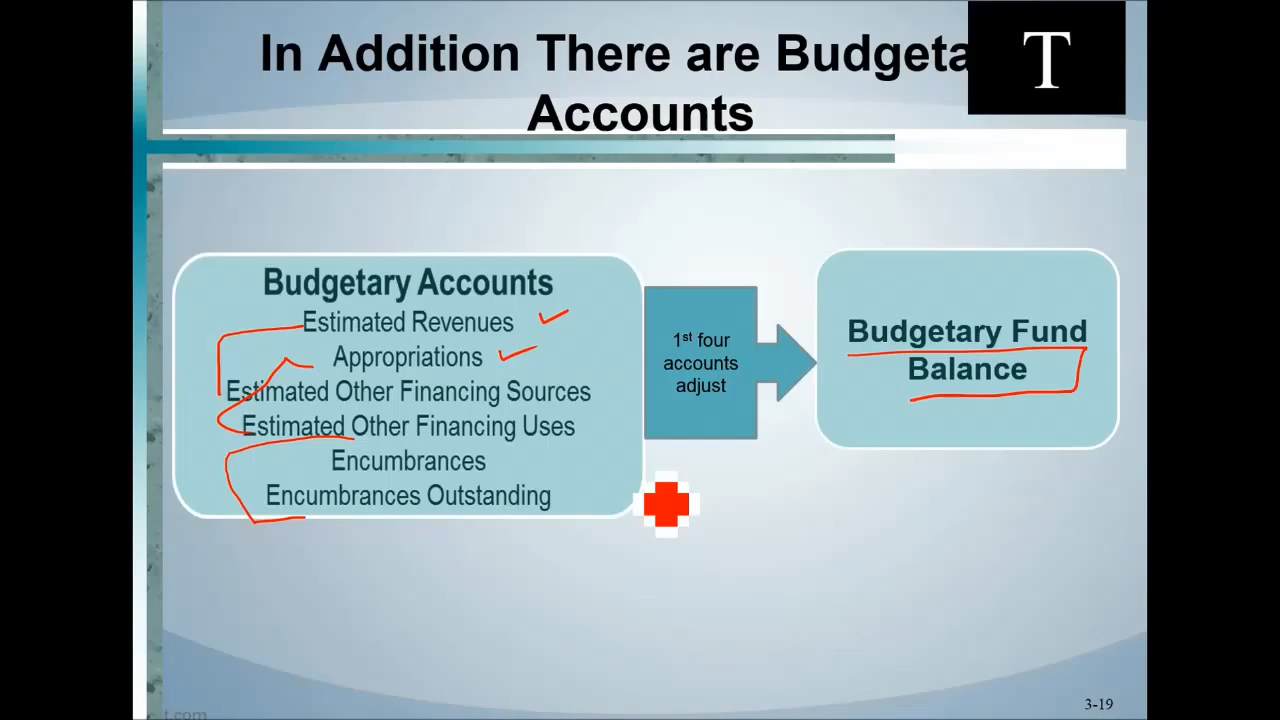 In Addition There are Budgeta
Accounts
T
Budgetary Accounts
Estimated Revenues
Appropriations
Estimated Other Financing Sources
Estimated Other Financing Uses
Encumbrances
Encumbrances Outstanding
1st four
accounts
adjust
Budgetary Fund
Balance
3-19
t.com